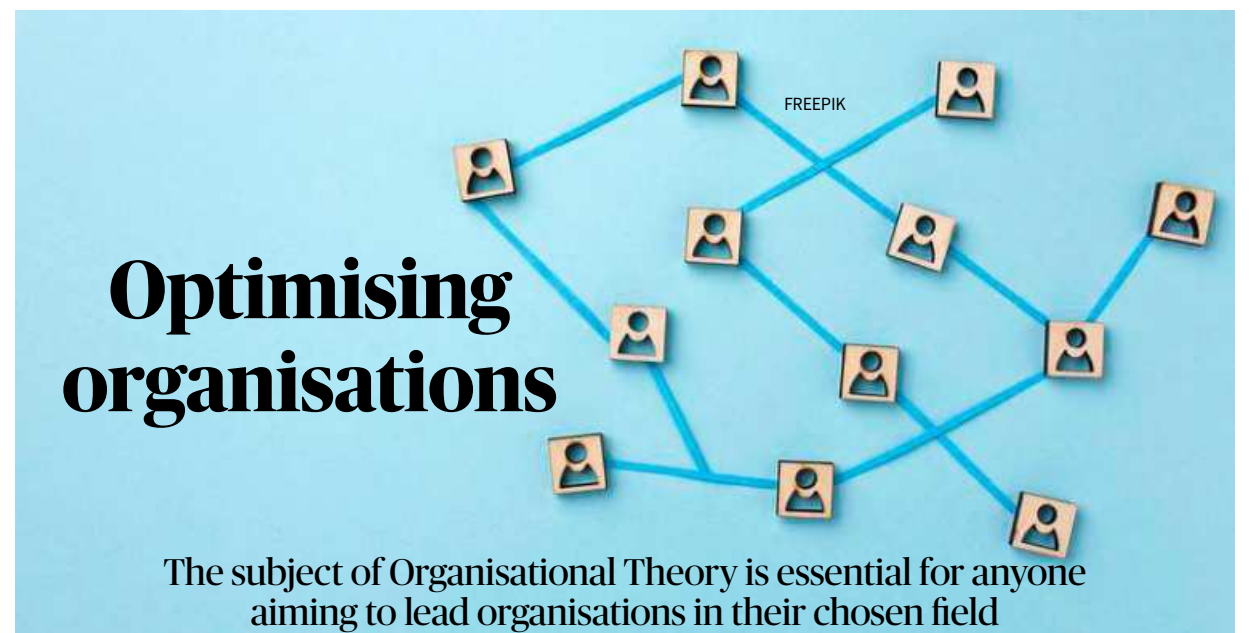 FREEPIK
Optimising
organisations
The subject of Organisational Theory is essential for anyone
aiming to lead organisations in their chosen field